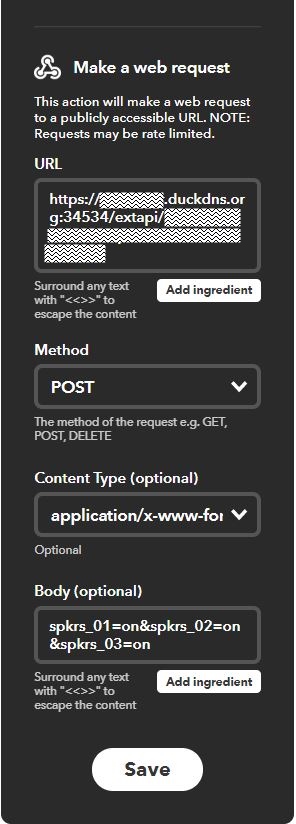 Make a web request
This action will make a web request
to a publicly accessible URL. NOTE:
Requests may be rate limited.
URL
https://
.duckdns.or
g:34534/extapi/
Surround any text
with "<<>>" to
escape the content
Add ingredient
Method
POST
The method of the request e.g. GET,
POST, DELETE
Content Type (optional)
application/x-www-for
Optional
Body (optional)
spkrs_01=on&spkrs_02=on
&spkrs_03=on
Surround any text
with "<<>>" to
escape the content
Add ingredient
Save